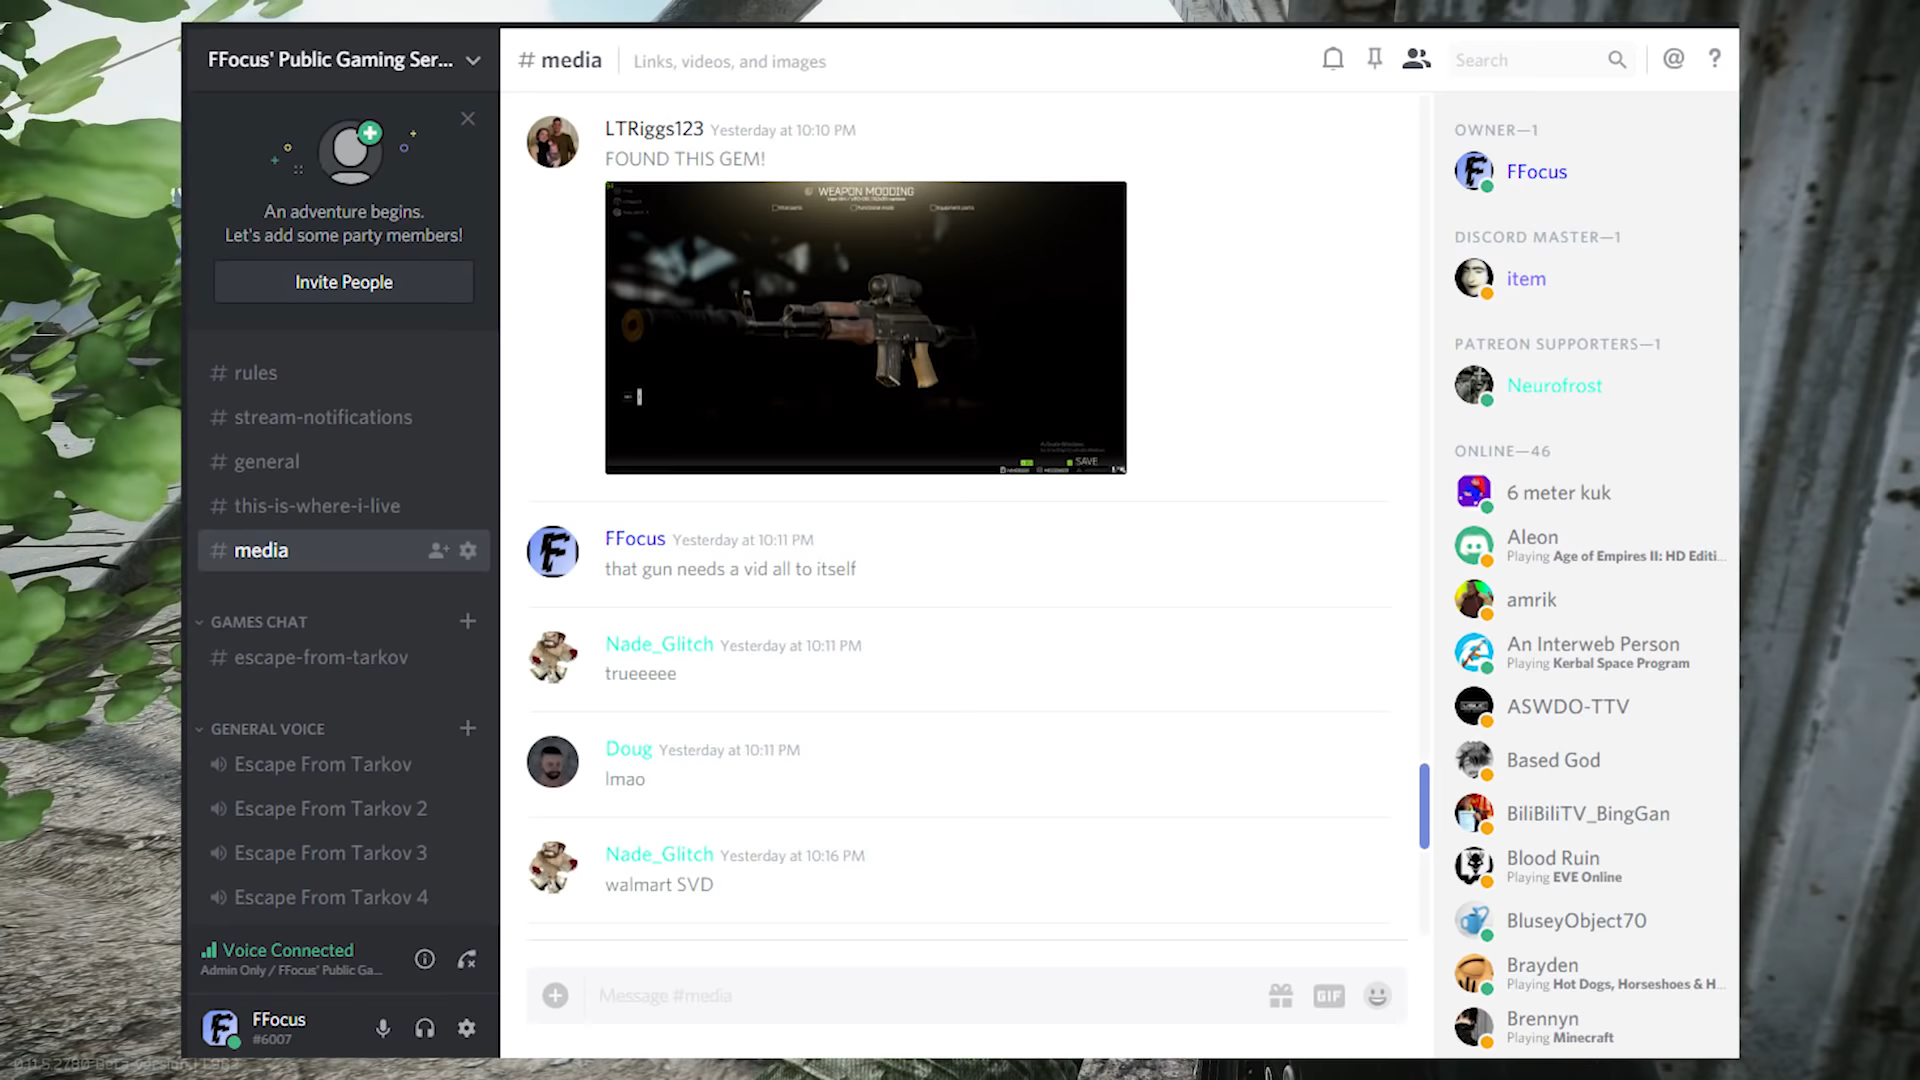 FFocus' Public Gaming Ser...
An adventure begins.
Let's add some party members!
Invite People
# rules
# stream-notifications
# general
# this-is-where-i-live
# media
GAMES CHAT
# escape-from-tarkov
GENERAL VOICE
Escape From Tarkov
Escape From Tarkov 2
Escape From Tarkov 3
Escape From Tarkov 4
Voice Connected
Admin Only / FFocus' Public Ga...
FFocus
#6007
# media
Links, videos, and images
Search
@ ?
LTRiggs123 Yesterday at 10:10 PM
FOUND THIS GEM!
WEAPON MODDING
SAVE
FFocus Yesterday at 10:11 PM
that gun needs a vid all to itself
Nade_Glitch Yesterday at 10:11 PM
trueeeee
Doug Yesterday at 10:11 PM
lmao
Nade_Glitch Yesterday at 10:16 PM
walmart SVD
Message #media
GIF
OWNER—1
FFocus
DISCORD MASTER—1
item
PATREON SUPPORTERS—1
Neurofrost
ONLINE—46
6 meter kuk
Aleon
Playing Age of Empires II: HD Editi...
amrik
An Interweb Person
Playing Kerbal Space Program
ASWDO-TTV
Based God
BiliBiliTV_BingGan
Blood Ruin
Playing EVE Online
BluseyObject70
Brayden
Playing Hot Dogs, Horseshoes & H...
Brennyn
Playing Minecraft